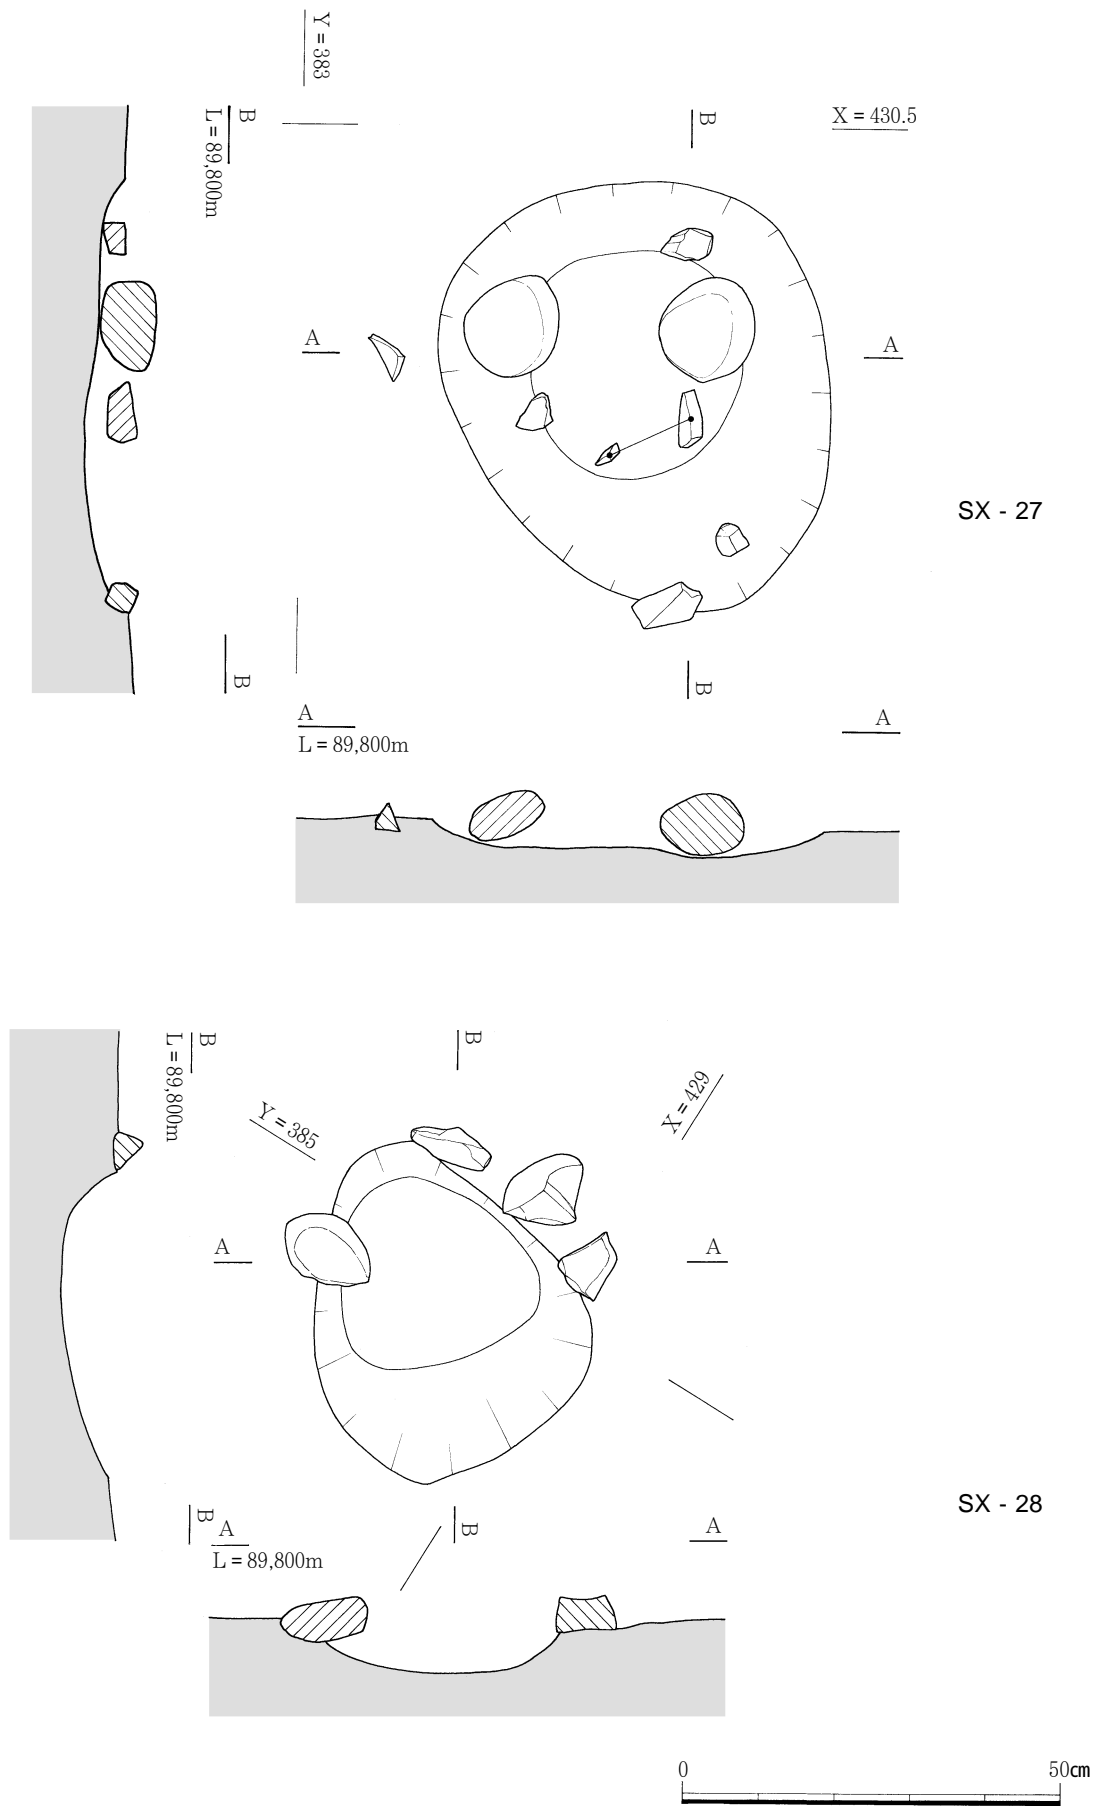 Y = 383
B
L = 89,800m
B
X = 430.5
A
A
SX - 27
B
B
A
L = 89,800m
A
B
L = 89,800m
B
Y = 385
X = 429
A
A
SX - 28
B
A
L = 89,800m
B
A
0
50cm